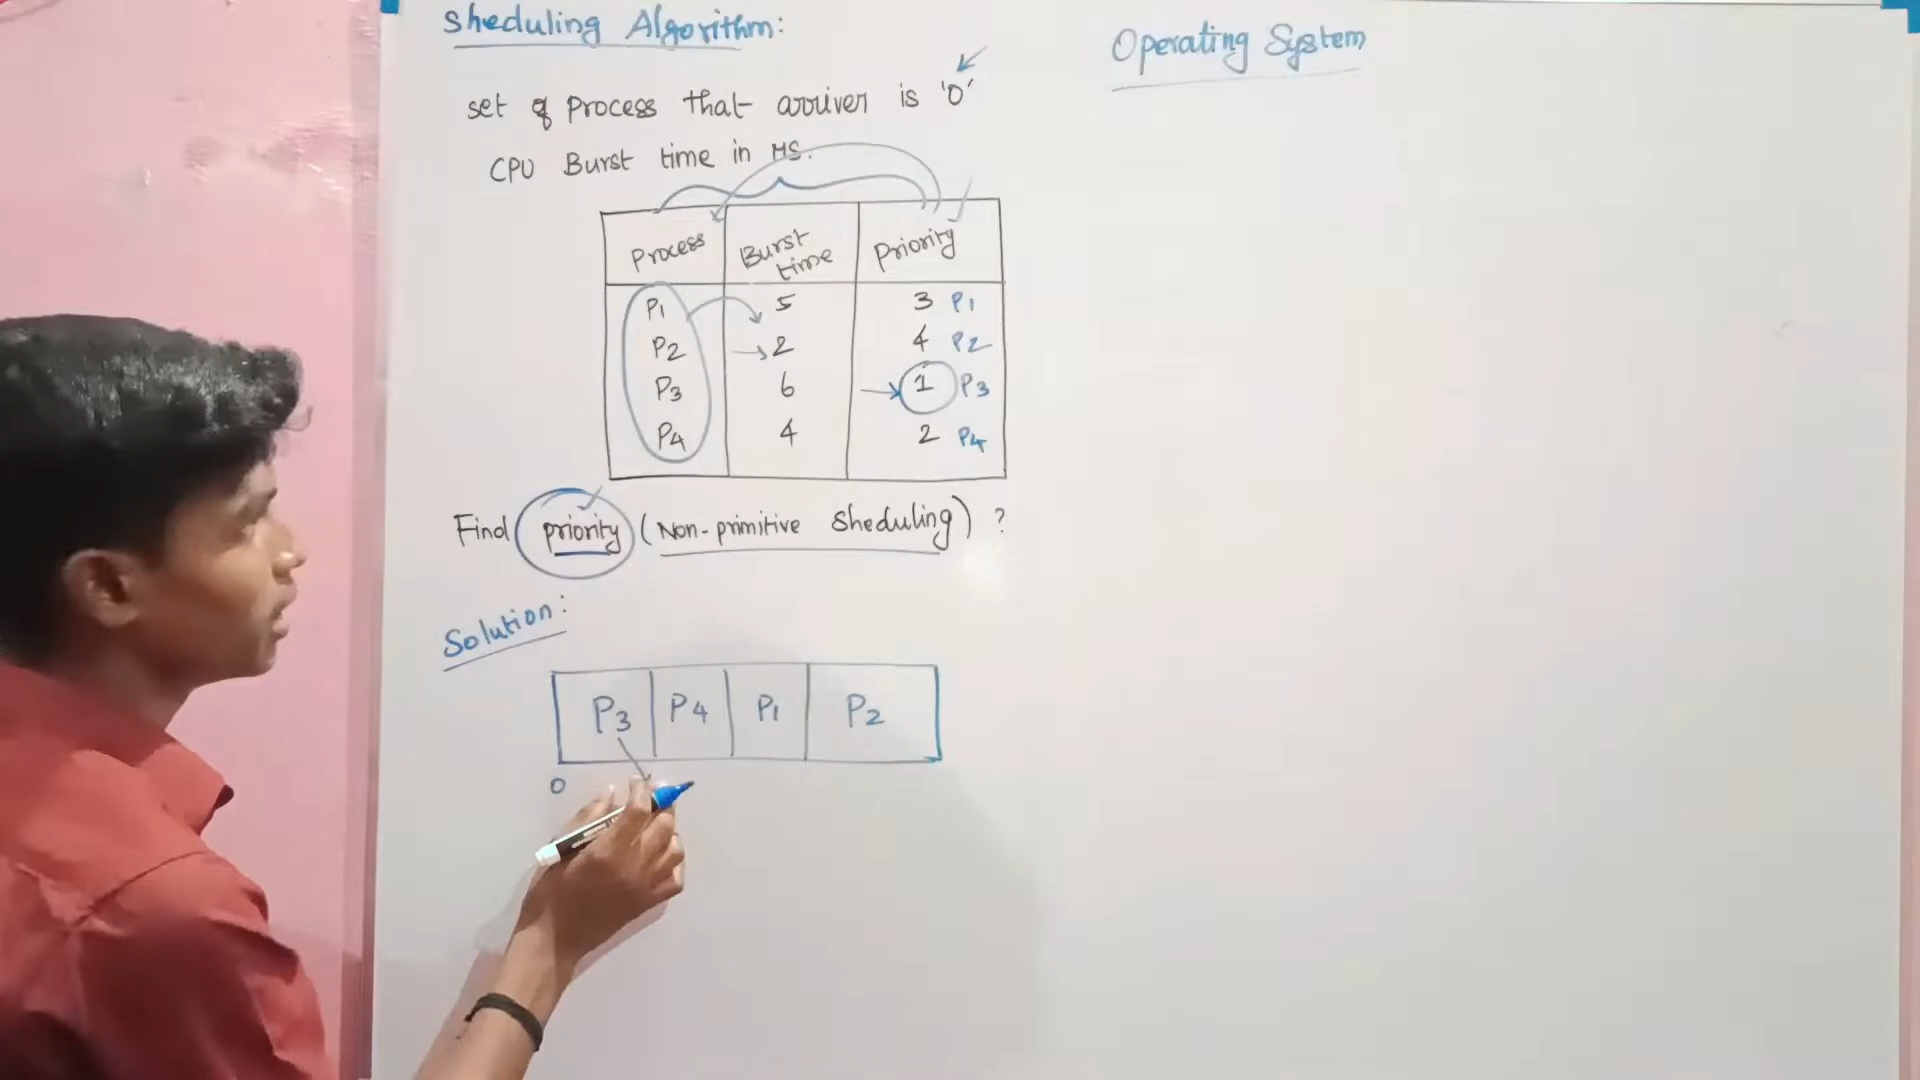 Sheduling Algorithm:
Operating System
set of process that arriver is '0'
CPU Burst time in MS.
Process Burst time Priority
P1 5 3 P1
P2 2 4 P2
P3 6 1 P3
P4 4 2 P4
Find priority (Non-primitive Sheduling) ?
Solution:
P3 P4 P1 P2
0